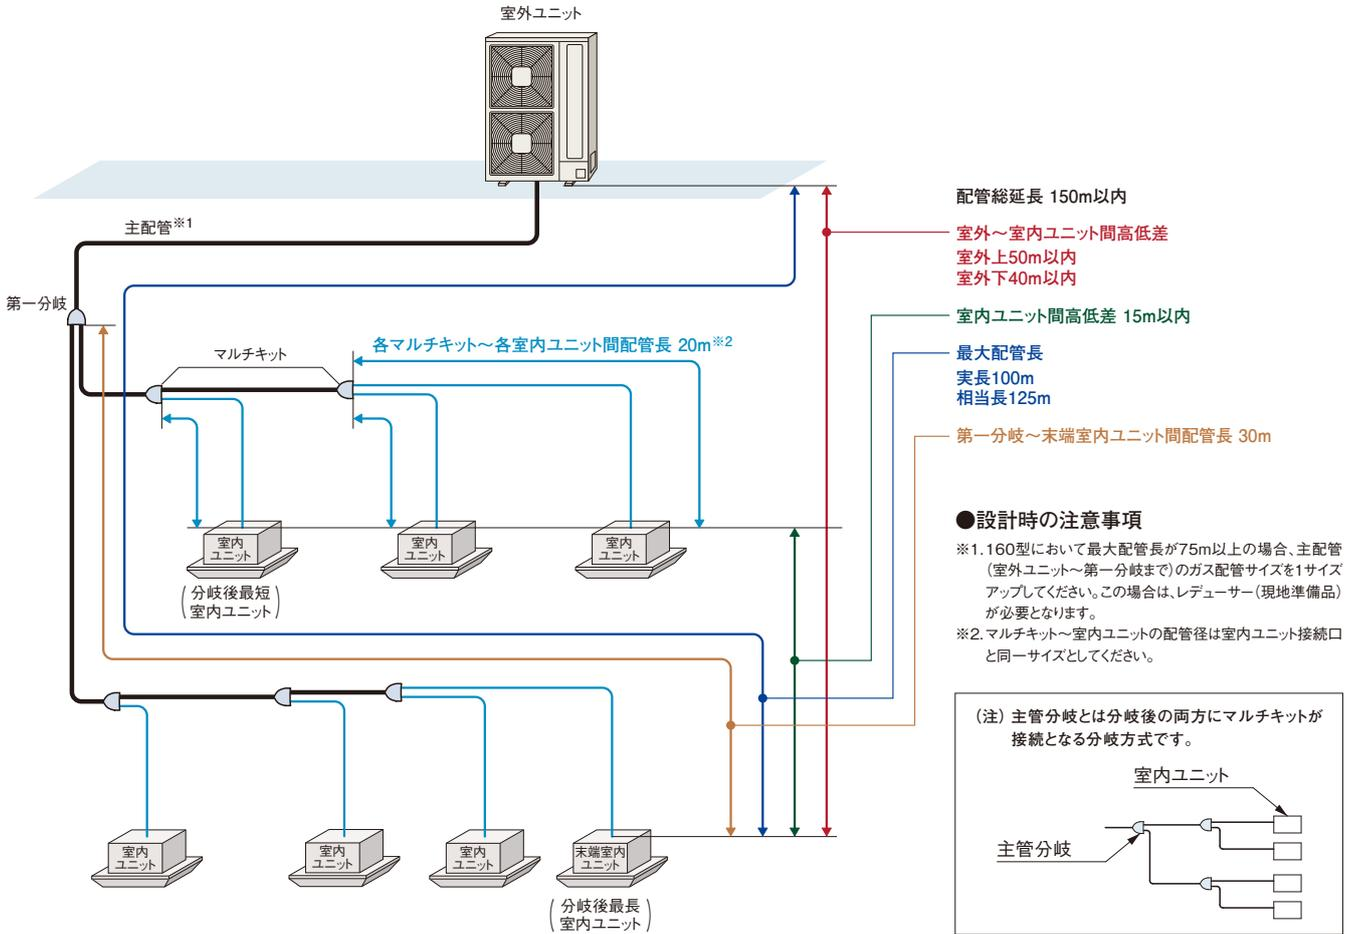 室外ユニット
主配管※1
第一分岐
マルチキット
各マルチキット～各室内ユニット間配管長 20m※2
室内
ユニット
(分岐後最短
室内ユニット)
室内
ユニット
室内
ユニット
室内
ユニット
室内
ユニット
室内
ユニット
末端室内
ユニット
(分岐後最長
室内ユニット)
配管総延長 150m以内
室外～室内ユニット間高低差
室外上50m以内
室外下40m以内
室内ユニット間高低差 15m以内
最大配管長
実長100m
相当長125m
第一分岐～末端室内ユニット間配管長 30m
●設計時の注意事項
※1.160型において最大配管長が75m以上の場合、主配管
(室外ユニット～第一分岐まで)のガス配管サイズを1サイズ
アップしてください。この場合は、レデューサー(現地準備品)
が必要となります。
※2.マルチキット～室内ユニットの配管径は室内ユニット接続口
と同一サイズとしてください。
(注) 主管分岐とは分岐後の両方にマルチキットが
接続となる分岐方式です。
室内ユニット
主管分岐